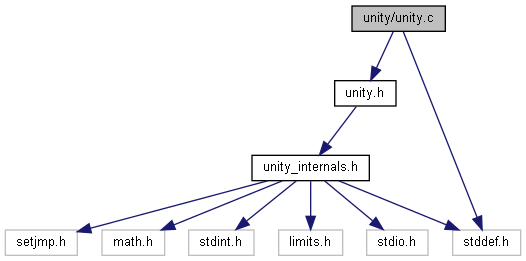 unity/unity.c
unity.h
unity_internals.h
setjmp.h math.h stdint.h limits.h stdio.h stddef.h